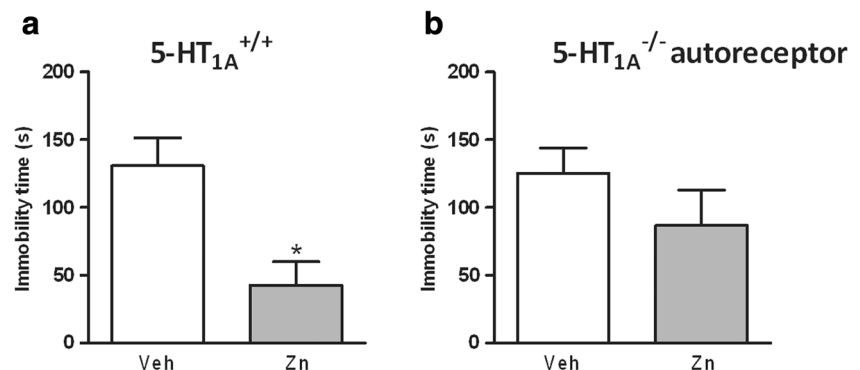 a
5-HT1A+/+
200
150
100
50
0
Immobility time (s)
*
Veh Zn
b
5-HT1A-/- autoreceptor
200
150
100
50
0
Immobility time (s)
Veh Zn